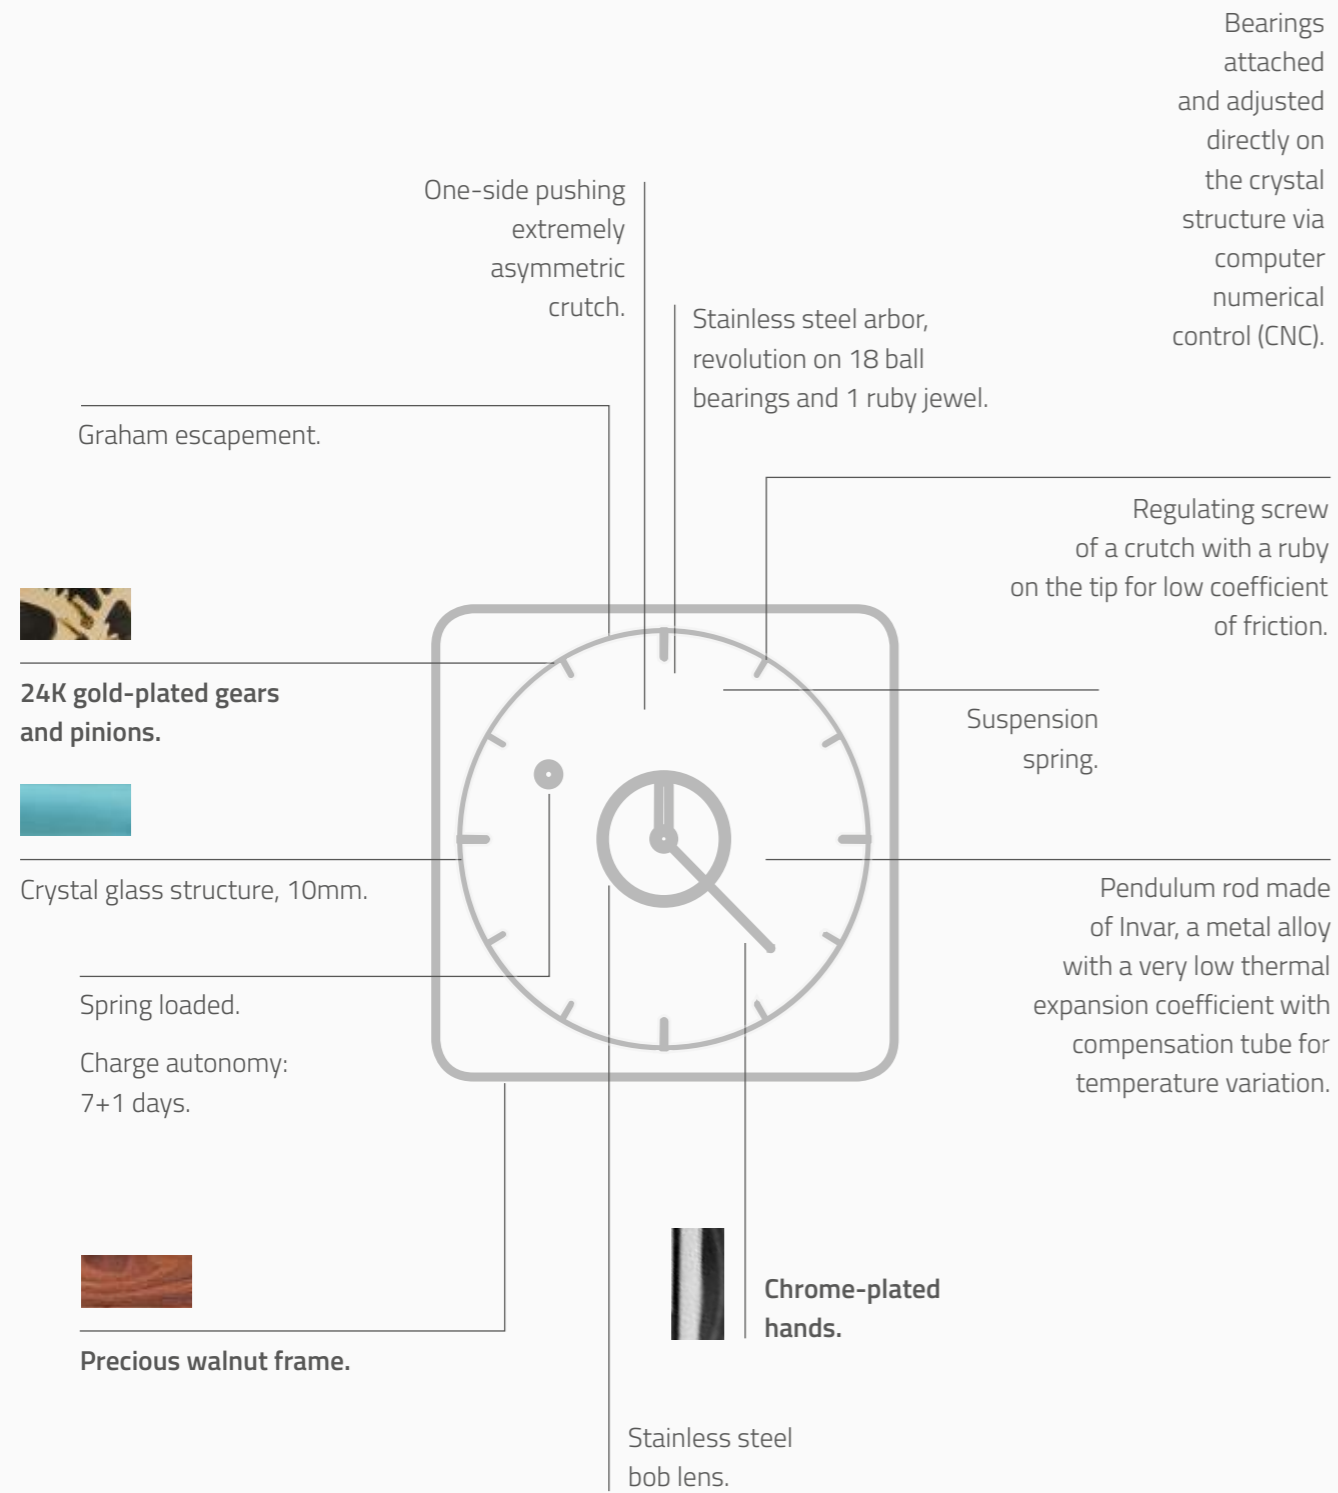 Bearings
attached
and adjusted
directly on
the crystal
structure via
computer
numerical
control (CNC).
One-side pushing
extremely
asymmetric
crutch.
Stainless steel arbor,
revolution on 18 ball
bearings and 1 ruby jewel.
Graham escapement.
Regulating screw
of a crutch with a ruby
on the tip for low coefficient
of friction.
24K gold-plated gears
and pinions.
Suspension
spring.
Crystal glass structure, 10mm.
Pendulum rod made
of Invar, a metal alloy
with a very low thermal
expansion coefficient with
compensation tube for
temperature variation.
Spring loaded.
Charge autonomy:
7+1 days.
Chrome-plated
hands.
Precious walnut frame.
Stainless steel
bob lens.